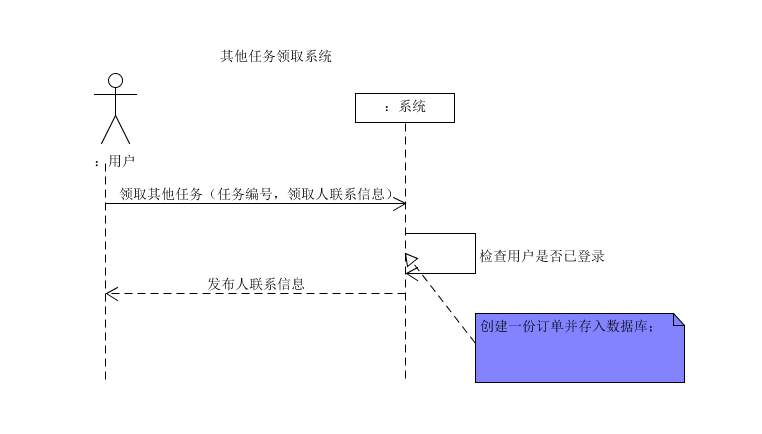 其他任务领取系统
：系统
：用户
领取其他任务（任务编号，领取人联系信息）
检查用户是否已登录
发布人联系信息
创建一份订单并存入数据库；